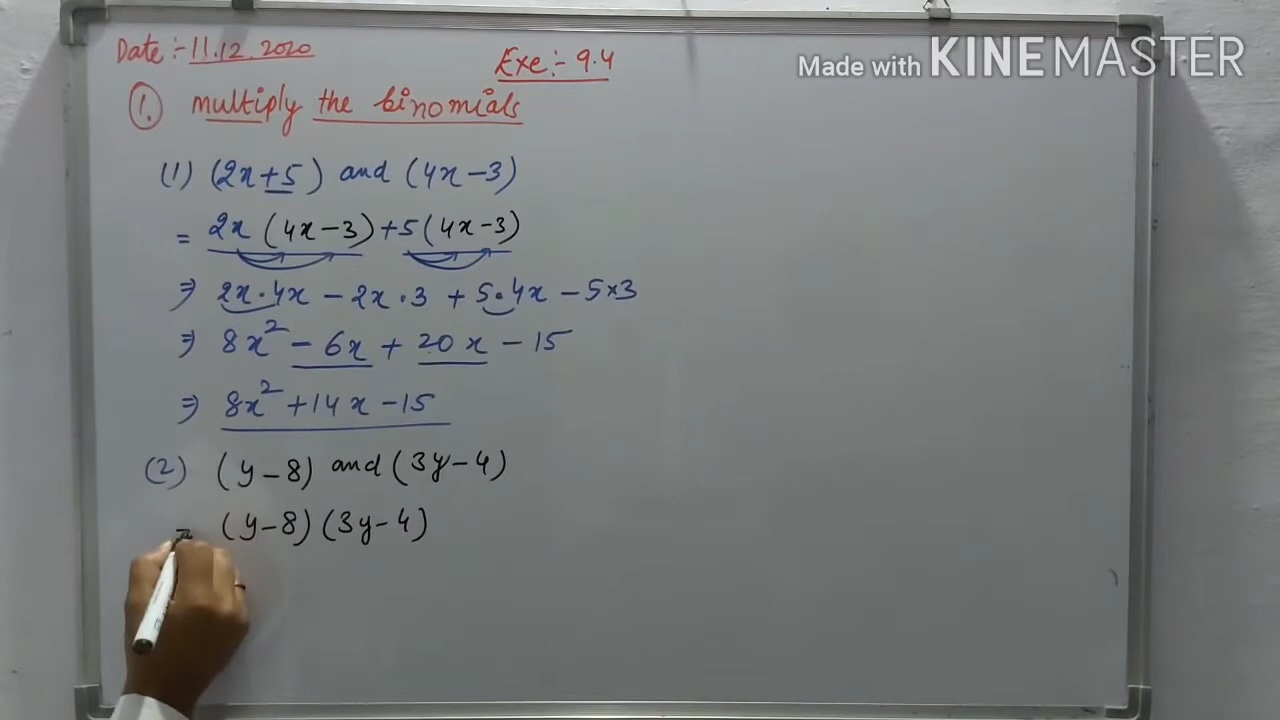 Date :- 11.12.2020
Exe:- 9.4
Made with KINEMASTER
①. multiply the binomials
(1) (2x+5) and (4x-3)
= 2x (4x-3) +5(4x-3)
⇒ 2x·4x - 2x·3 + 5·4x - 5×3
⇒ 8x² - 6x + 20x - 15
⇒ 8x² +14x -15
(2) (y-8) and (3y-4)
= (y-8)(3y-4)